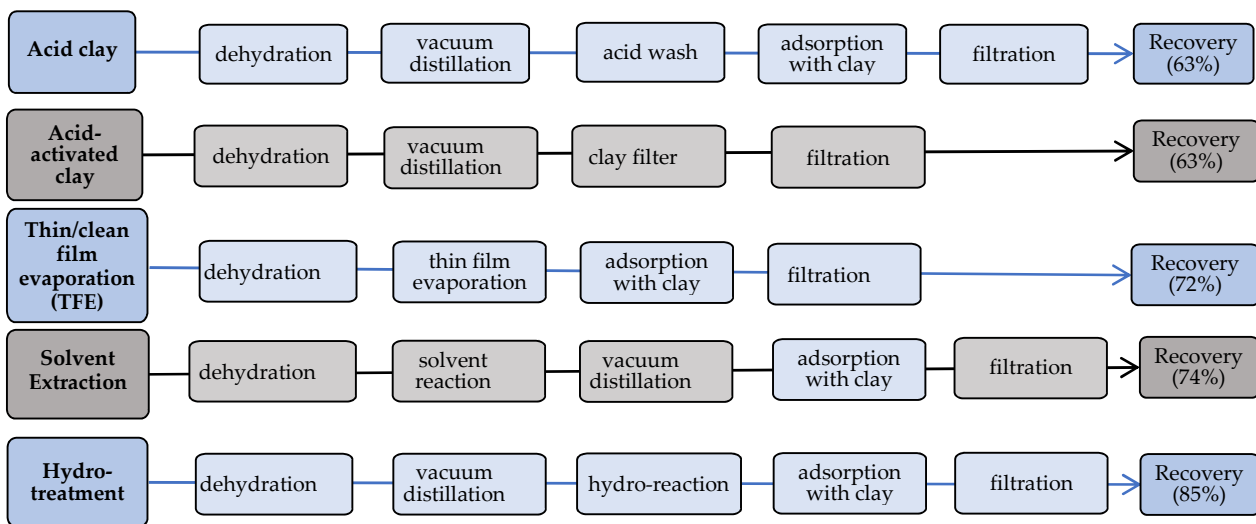 Acid clay
dehydration
vacuum
distillation
acid wash
adsorption
with clay
filtration
Recovery
(63%)
Acid-
activated
clay
dehydration
vacuum
distillation
clay filter
filtration
Recovery
(63%)
Thin/clean
film
evaporation
(TFE)
dehydration
thin film
evaporation
adsorption
with clay
filtration
Recovery
(72%)
Solvent
Extraction
dehydration
solvent
reaction
vacuum
distillation
adsorption
with clay
filtration
Recovery
(74%)
Hydro-
treatment
dehydration
vacuum
distillation
hydro-reaction
adsorption
with clay
filtration
Recovery
(85%)